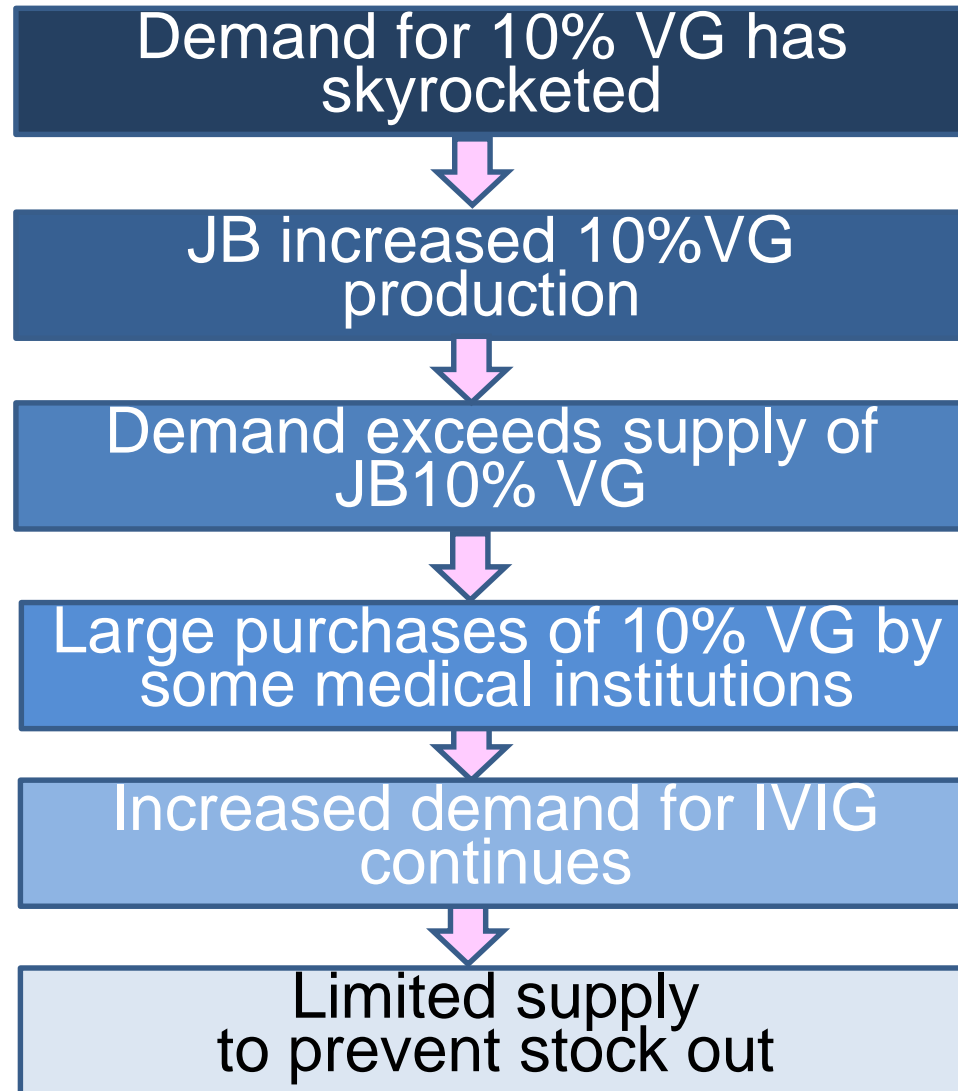 Demand for 10% VG has
skyrocketed
JB increased 10%VG
production
Demand exceeds supply of
JB10% VG
Large purchases of 10% VG by
some medical institutions
Increased demand for IVIG
continues
Limited supply
to prevent stock out